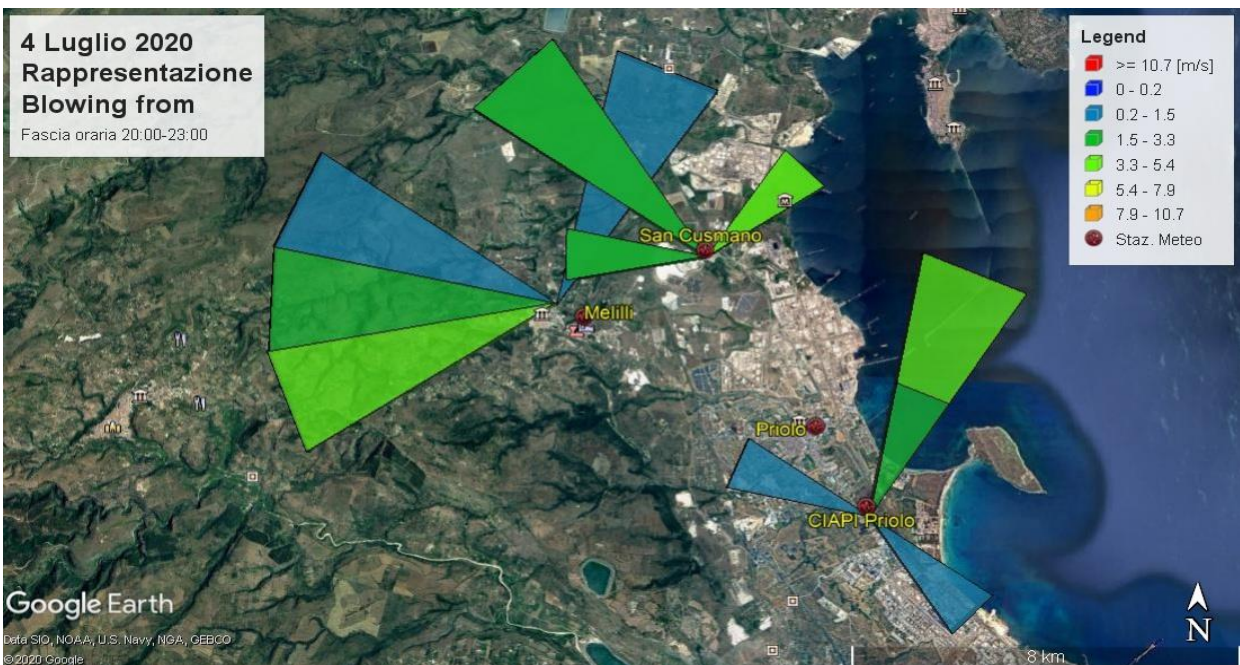 4 Luglio 2020
Rappresentazione
Blowing from
Fascia oraria 20:00-23:00
Legend
>= 10.7 [m/s]
0 - 0.2
0.2 - 1.5
1.5 - 3.3
3.3 - 5.4
5.4 - 7.9
7.9 - 10.7
Staz. Meteo
San Cusmano
Melilli
Priolo
CIAPI Priolo
Google Earth
Data SIO, NOAA, U.S. Navy, NGA, GEBCO
©2020 Google
N
8 km